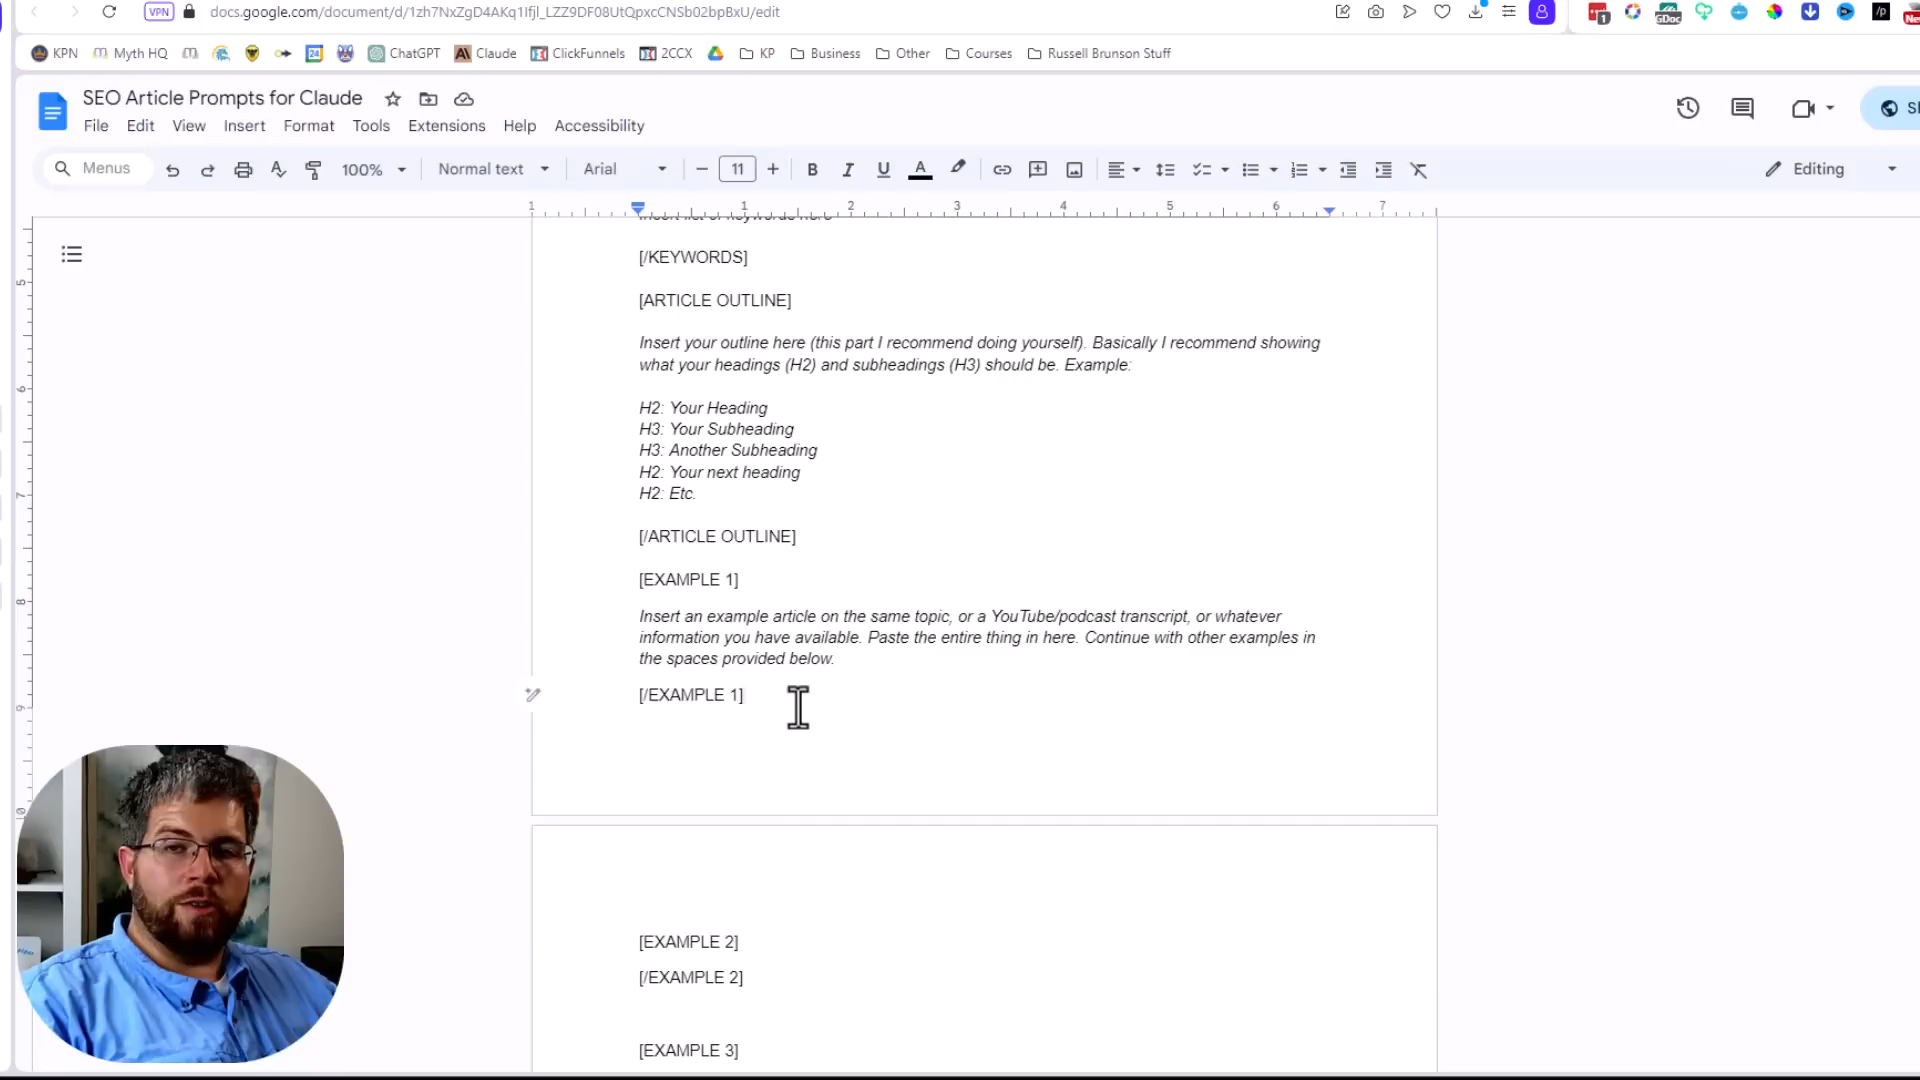 VPN docs.google.com/document/d/1zh7NxZgD4AKq1Ifjl_LZZ9DF08UtQpxcCNSb02bpBxU/edit
KPN Myth HQ ChatGPT Claude ClickFunnels 2CCX KP Business Other Courses Russell Brunson Stuff
SEO Article Prompts for Claude
File Edit View Insert Format Tools Extensions Help Accessibility
Menus 100% Normal text Arial 11 Editing
[/KEYWORDS]
[ARTICLE OUTLINE]
Insert your outline here (this part I recommend doing yourself). Basically I recommend showing
what your headings (H2) and subheadings (H3) should be. Example:
H2: Your Heading
H3: Your Subheading
H3: Another Subheading
H2: Your next heading
H2: Etc.
[/ARTICLE OUTLINE]
[EXAMPLE 1]
Insert an example article on the same topic, or a YouTube/podcast transcript, or whatever
information you have available. Paste the entire thing in here. Continue with other examples in
the spaces provided below.
[/EXAMPLE 1]
[EXAMPLE 2]
[/EXAMPLE 2]
[EXAMPLE 3]